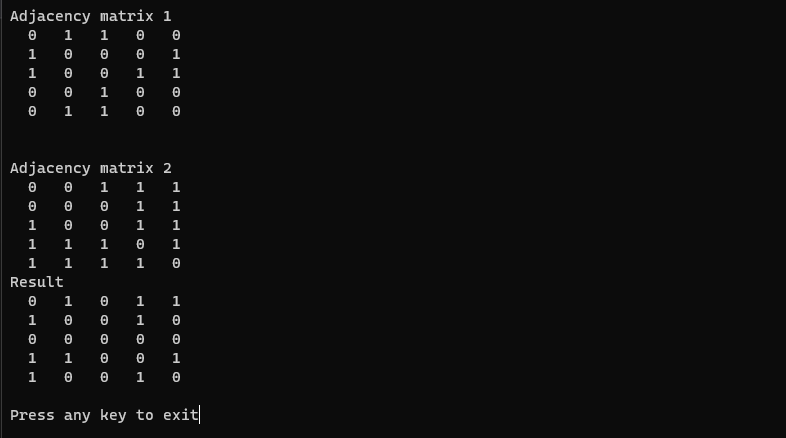 Adjacency matrix 1
0 1 1 0 0
1 0 0 0 1
1 0 0 1 1
0 0 1 0 0
0 1 1 0 0
Adjacency matrix 2
0 0 1 1 1
0 0 0 1 1
1 0 0 1 1
1 1 1 0 1
1 1 1 1 0
Result
0 1 0 1 1
1 0 0 1 0
0 0 0 0 0
1 1 0 0 1
1 0 0 1 0
Press any key to exit